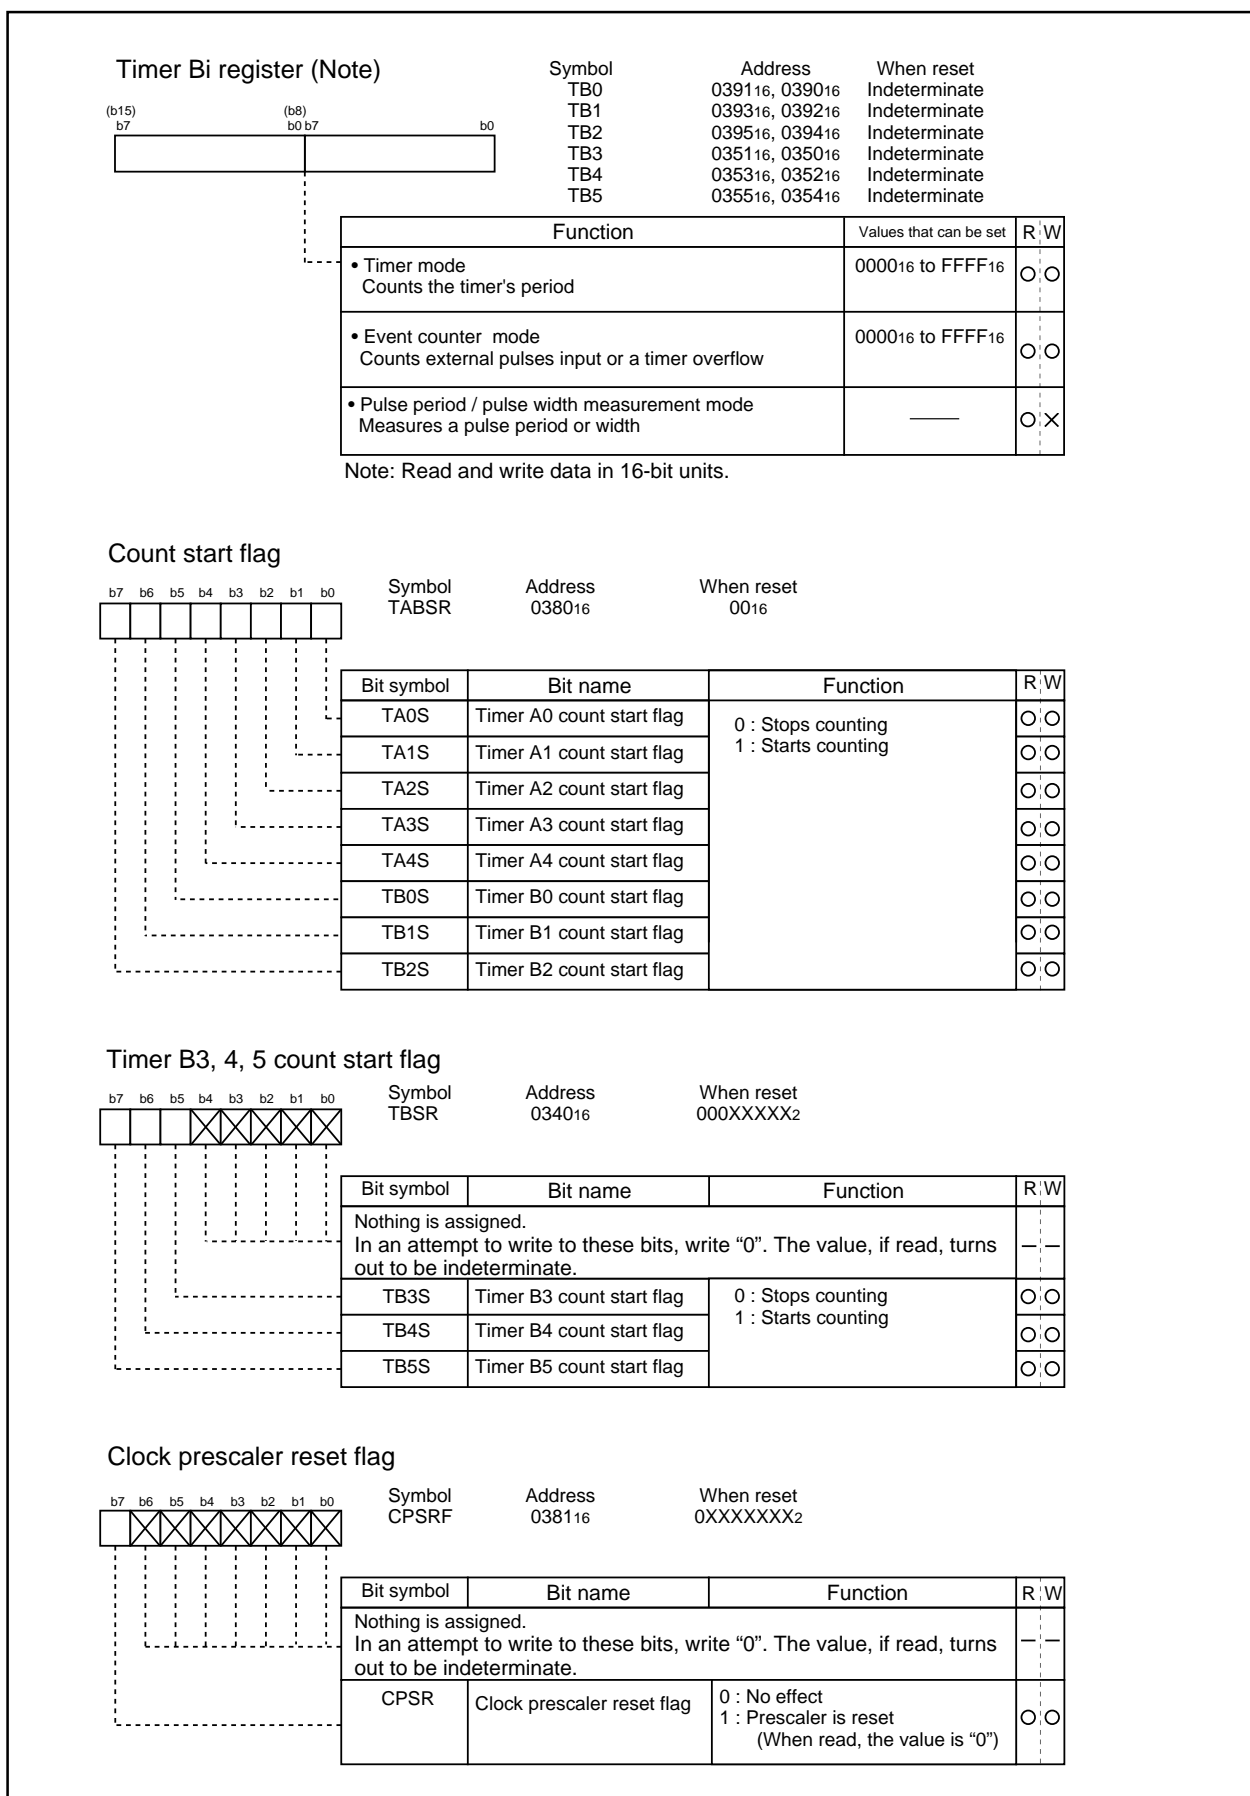 Timer Bi register (Note)
Symbol Address When reset
TB0 039116, 039016 Indeterminate
TB1 039316, 039216 Indeterminate
TB2 039516, 039416 Indeterminate
TB3 035116, 035016 Indeterminate
TB4 035316, 035216 Indeterminate
TB5 035516, 035416 Indeterminate
(b15) (b8)
b7 b0 b7 b0
Function Values that can be set R W
• Timer mode 000016 to FFFF16
Counts the timer's period
• Event counter mode 000016 to FFFF16
Counts external pulses input or a timer overflow
• Pulse period / pulse width measurement mode
Measures a pulse period or width
Note: Read and write data in 16-bit units.
Count start flag
b7 b6 b5 b4 b3 b2 b1 b0
Symbol Address When reset
TABSR 038016 0016
Bit symbol Bit name Function R W
TA0S Timer A0 count start flag 0 : Stops counting
1 : Starts counting
TA1S Timer A1 count start flag
TA2S Timer A2 count start flag
TA3S Timer A3 count start flag
TA4S Timer A4 count start flag
TB0S Timer B0 count start flag
TB1S Timer B1 count start flag
TB2S Timer B2 count start flag
Timer B3, 4, 5 count start flag
b7 b6 b5 b4 b3 b2 b1 b0
Symbol Address When reset
TBSR 034016 000XXXXX2
Bit symbol Bit name Function R W
Nothing is assigned.
In an attempt to write to these bits, write “0”. The value, if read, turns
out to be indeterminate.
TB3S Timer B3 count start flag 0 : Stops counting
1 : Starts counting
TB4S Timer B4 count start flag
TB5S Timer B5 count start flag
Clock prescaler reset flag
b7 b6 b5 b4 b3 b2 b1 b0
Symbol Address When reset
CPSRF 038116 0XXXXXXX2
Bit symbol Bit name Function R W
Nothing is assigned.
In an attempt to write to these bits, write “0”. The value, if read, turns
out to be indeterminate.
CPSR Clock prescaler reset flag 0 : No effect
1 : Prescaler is reset
(When read, the value is “0”)